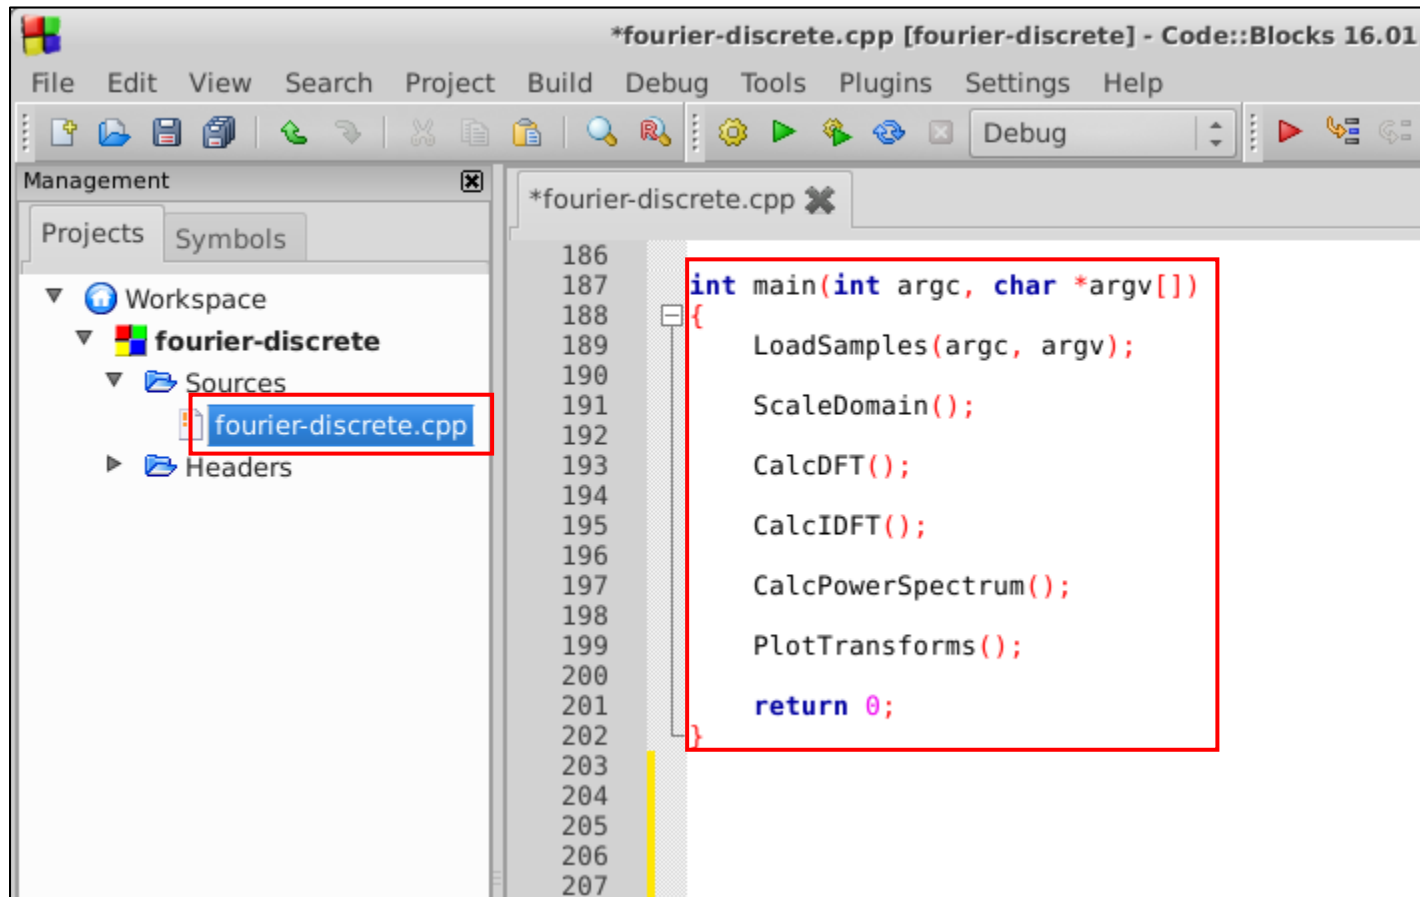 *fourier-discrete.cpp [fourier-discrete] - Code::Blocks 16.01
File Edit View Search Project Build Debug Tools Plugins Settings Help
Debug
Management
Projects Symbols
Workspace
fourier-discrete
Sources
fourier-discrete.cpp
Headers
*fourier-discrete.cpp
186
187 int main(int argc, char *argv[])
188 {
189 LoadSamples(argc, argv);
190
191 ScaleDomain();
192
193 CalcDFT();
194
195 CalcIDFT();
196
197 CalcPowerSpectrum();
198
199 PlotTransforms();
200
201 return 0;
202 }
203
204
205
206
207